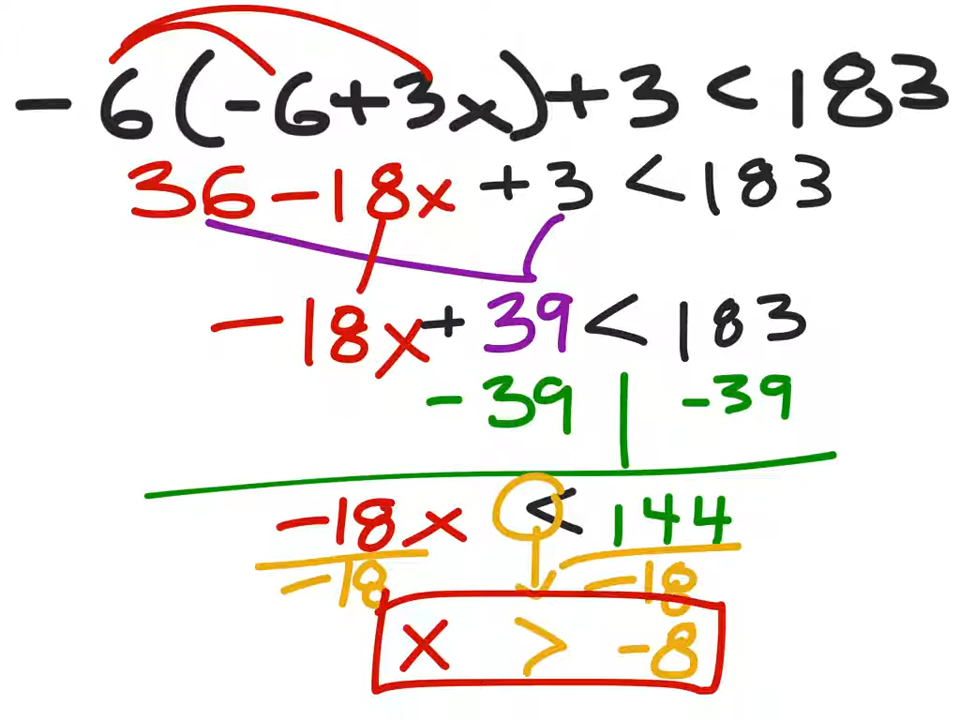 -6(-6+3x)+3<183
36-18x+3<183
-18x+39<183
-39 | -39
-18x < 144
-18 -18
x > -8